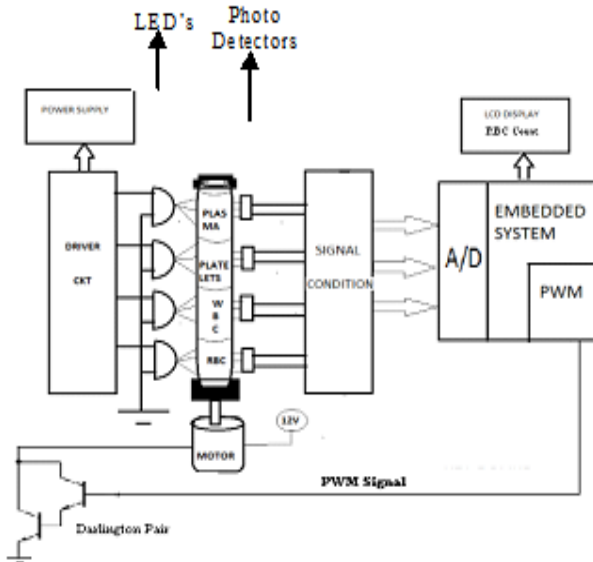 LED's
Photo
Detectors
POWER SUPPLY
LCD DISPLAY
RBC Count
DRIVER
CKT
PLAS
MA
PLATE
LETS
W
B
C
RBC
SIGNAL
CONDITION
A/D
EMBEDDED
SYSTEM
PWM
12V
MOTOR
PWM Signal
Darlington Pair